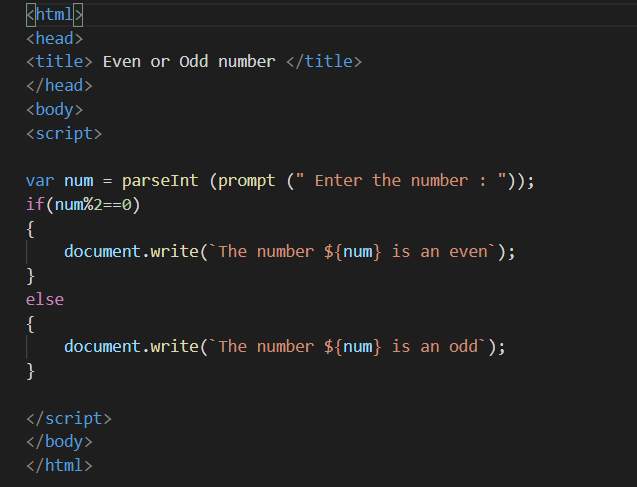 <html>
<head>
<title> Even or Odd number </title>
</head>
<body>
<script>
var num = parseInt (prompt (" Enter the number : "));
if(num%2==0)
{
    document.write(`The number ${num} is an even`);
}
else
{
    document.write(`The number ${num} is an odd`);
}
</script>
</body>
</html>